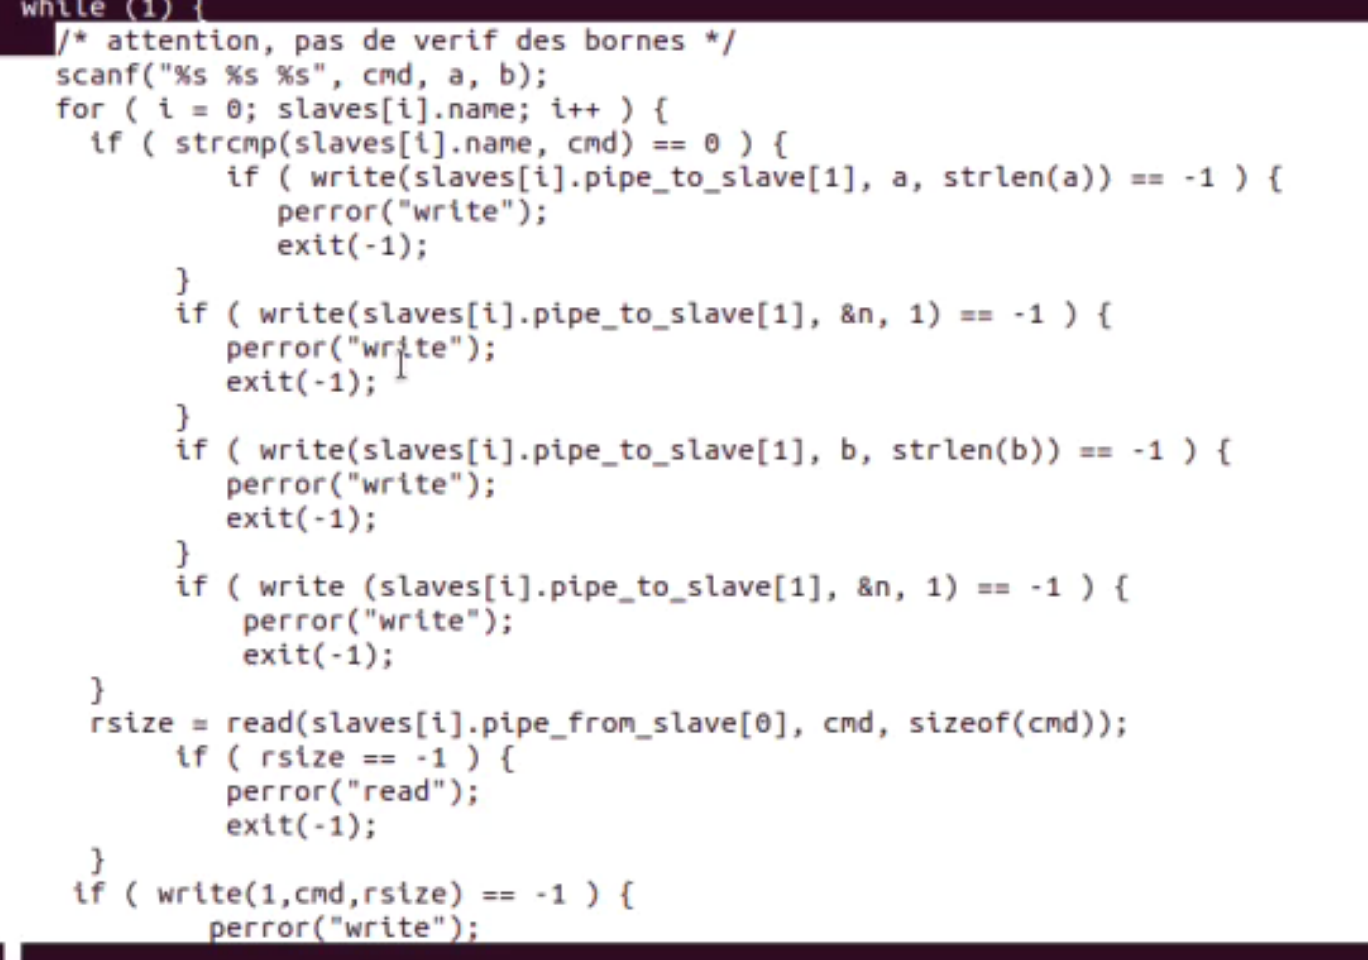 while (1) {
/* attention, pas de verif des bornes */
scanf("%s %s %s", cmd, a, b);
for ( i = 0; slaves[i].name; i++ ) {
if ( strcmp(slaves[i].name, cmd) == 0 ) {
if ( write(slaves[i].pipe_to_slave[1], a, strlen(a)) == -1 ) {
perror("write");
exit(-1);
}
if ( write(slaves[i].pipe_to_slave[1], &n, 1) == -1 ) {
perror("write");
exit(-1);
}
if ( write(slaves[i].pipe_to_slave[1], b, strlen(b)) == -1 ) {
perror("write");
exit(-1);
}
if ( write (slaves[i].pipe_to_slave[1], &n, 1) == -1 ) {
perror("write");
exit(-1);
}
rsize = read(slaves[i].pipe_from_slave[0], cmd, sizeof(cmd));
if ( rsize == -1 ) {
perror("read");
exit(-1);
}
if ( write(1,cmd,rsize) == -1 ) {
perror("write");